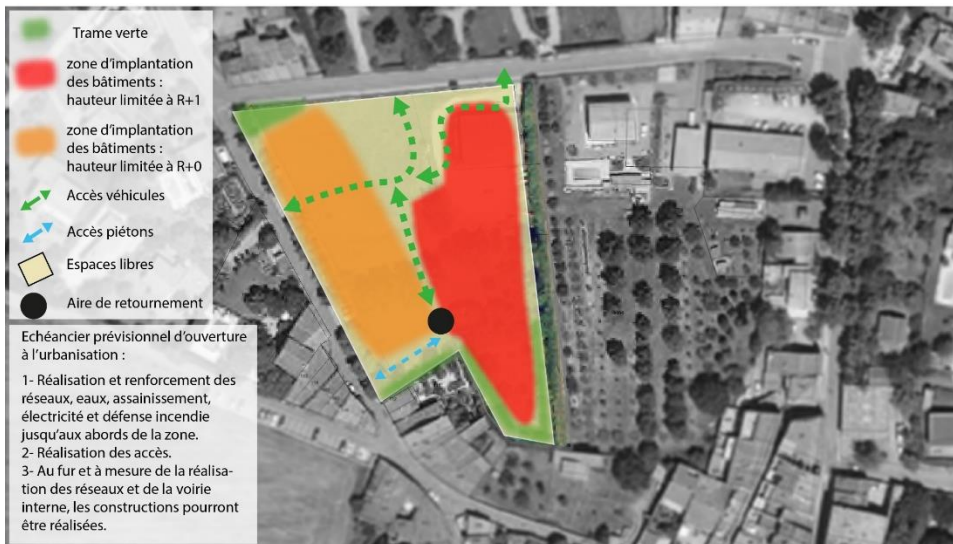 Trame verte
zone d'implantation
des bâtiments :
hauteur limitée à R+1
zone d'implantation
des bâtiments :
hauteur limitée à R+0
Accès véhicules
Accès piétons
Espaces libres
Aire de retournement
Echéancier prévisionnel d'ouverture
à l'urbanisation :
1- Réalisation et renforcement des
réseaux, eaux, assainissement,
électricité et défense incendie
jusqu'aux abords de la zone.
2- Réalisation des accès.
3- Au fur et à mesure de la réalisa-
tion des réseaux et de la voirie
interne, les constructions pourront
être réalisées.